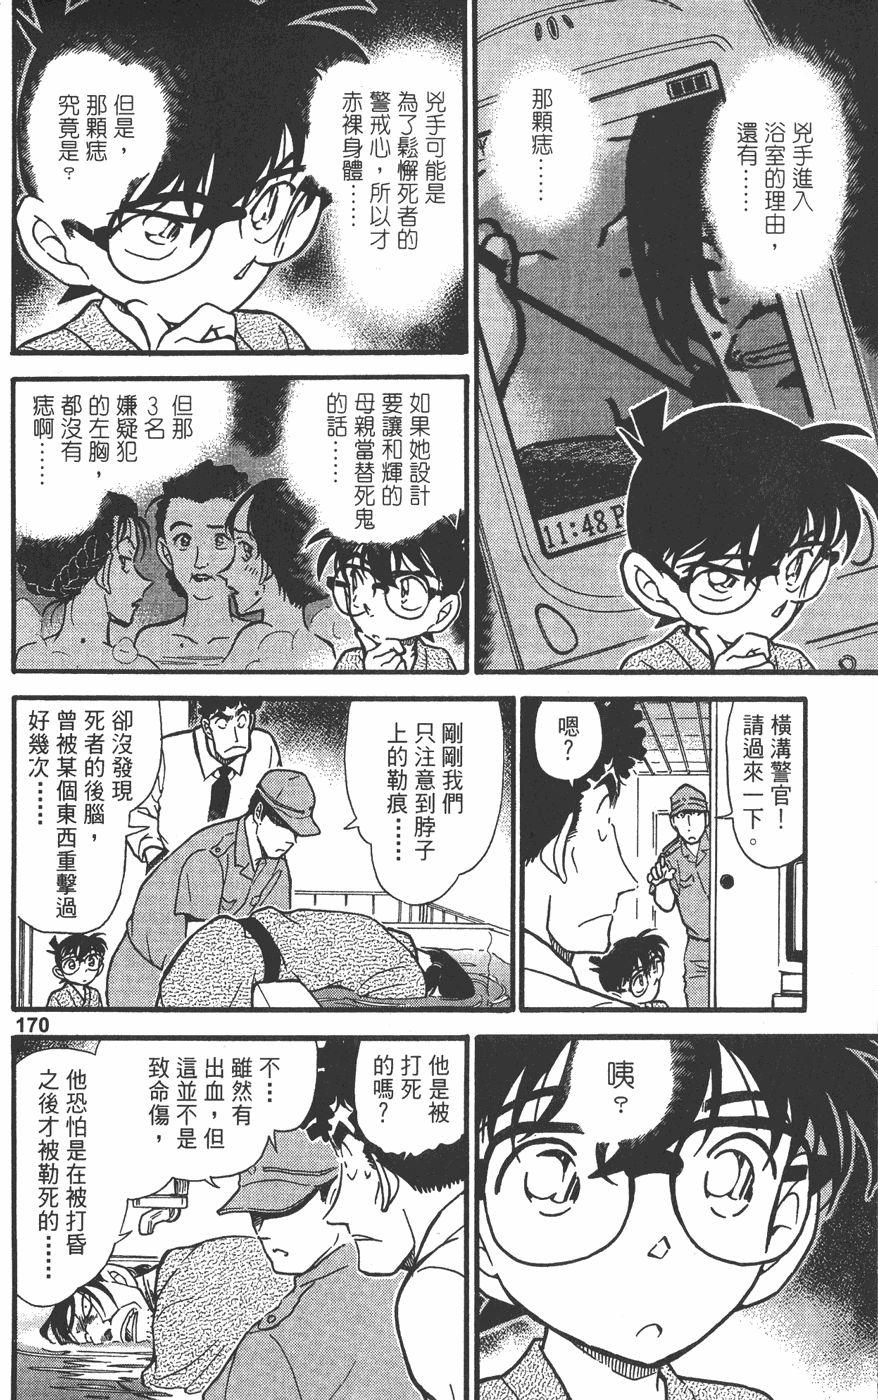 兇手進入
浴室的理由，
還有……
那顆痣……
11:48P
兇手可能是
為了鬆懈死者的
警戒心，所以才
赤裸身體……
但是，
那顆痣
究竟是？
如果她設計
要讓和輝的
母親當替死鬼
的話……
但那
3名
嫌疑犯
的左胸，
都沒有
痣啊……
橫溝警官！
請過來一下。
嗯？
剛剛我們
只注意到脖子
上的勒痕……
卻沒發現
死者的後腦，
曾被某個東西重擊過
好幾次……
170
咦？
他是被
打死
的嗎？
不…
雖然有
出血，但
這並不是
致命傷，
他恐怕是在被打昏
之後才被勒死的……